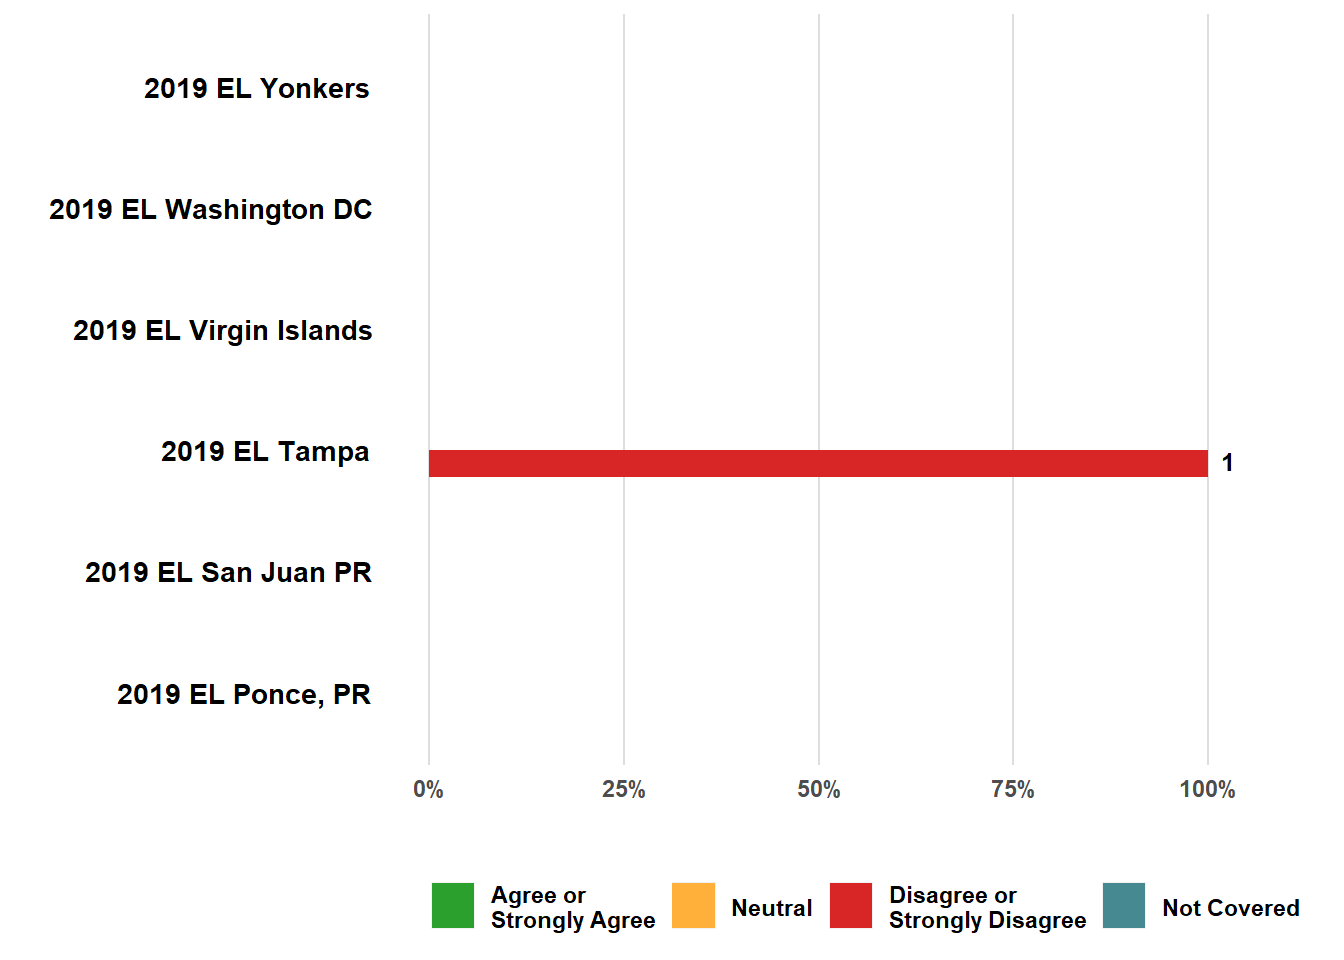 2019 EL Yonkers
2019 EL Washington DC
2019 EL Virgin Islands
2019 EL Tampa
1
2019 EL San Juan PR
2019 EL Ponce, PR
0%
25%
50%
75%
100%
Agree or
Strongly Agree
Neutral
Disagree or
Strongly Disagree
Not Covered